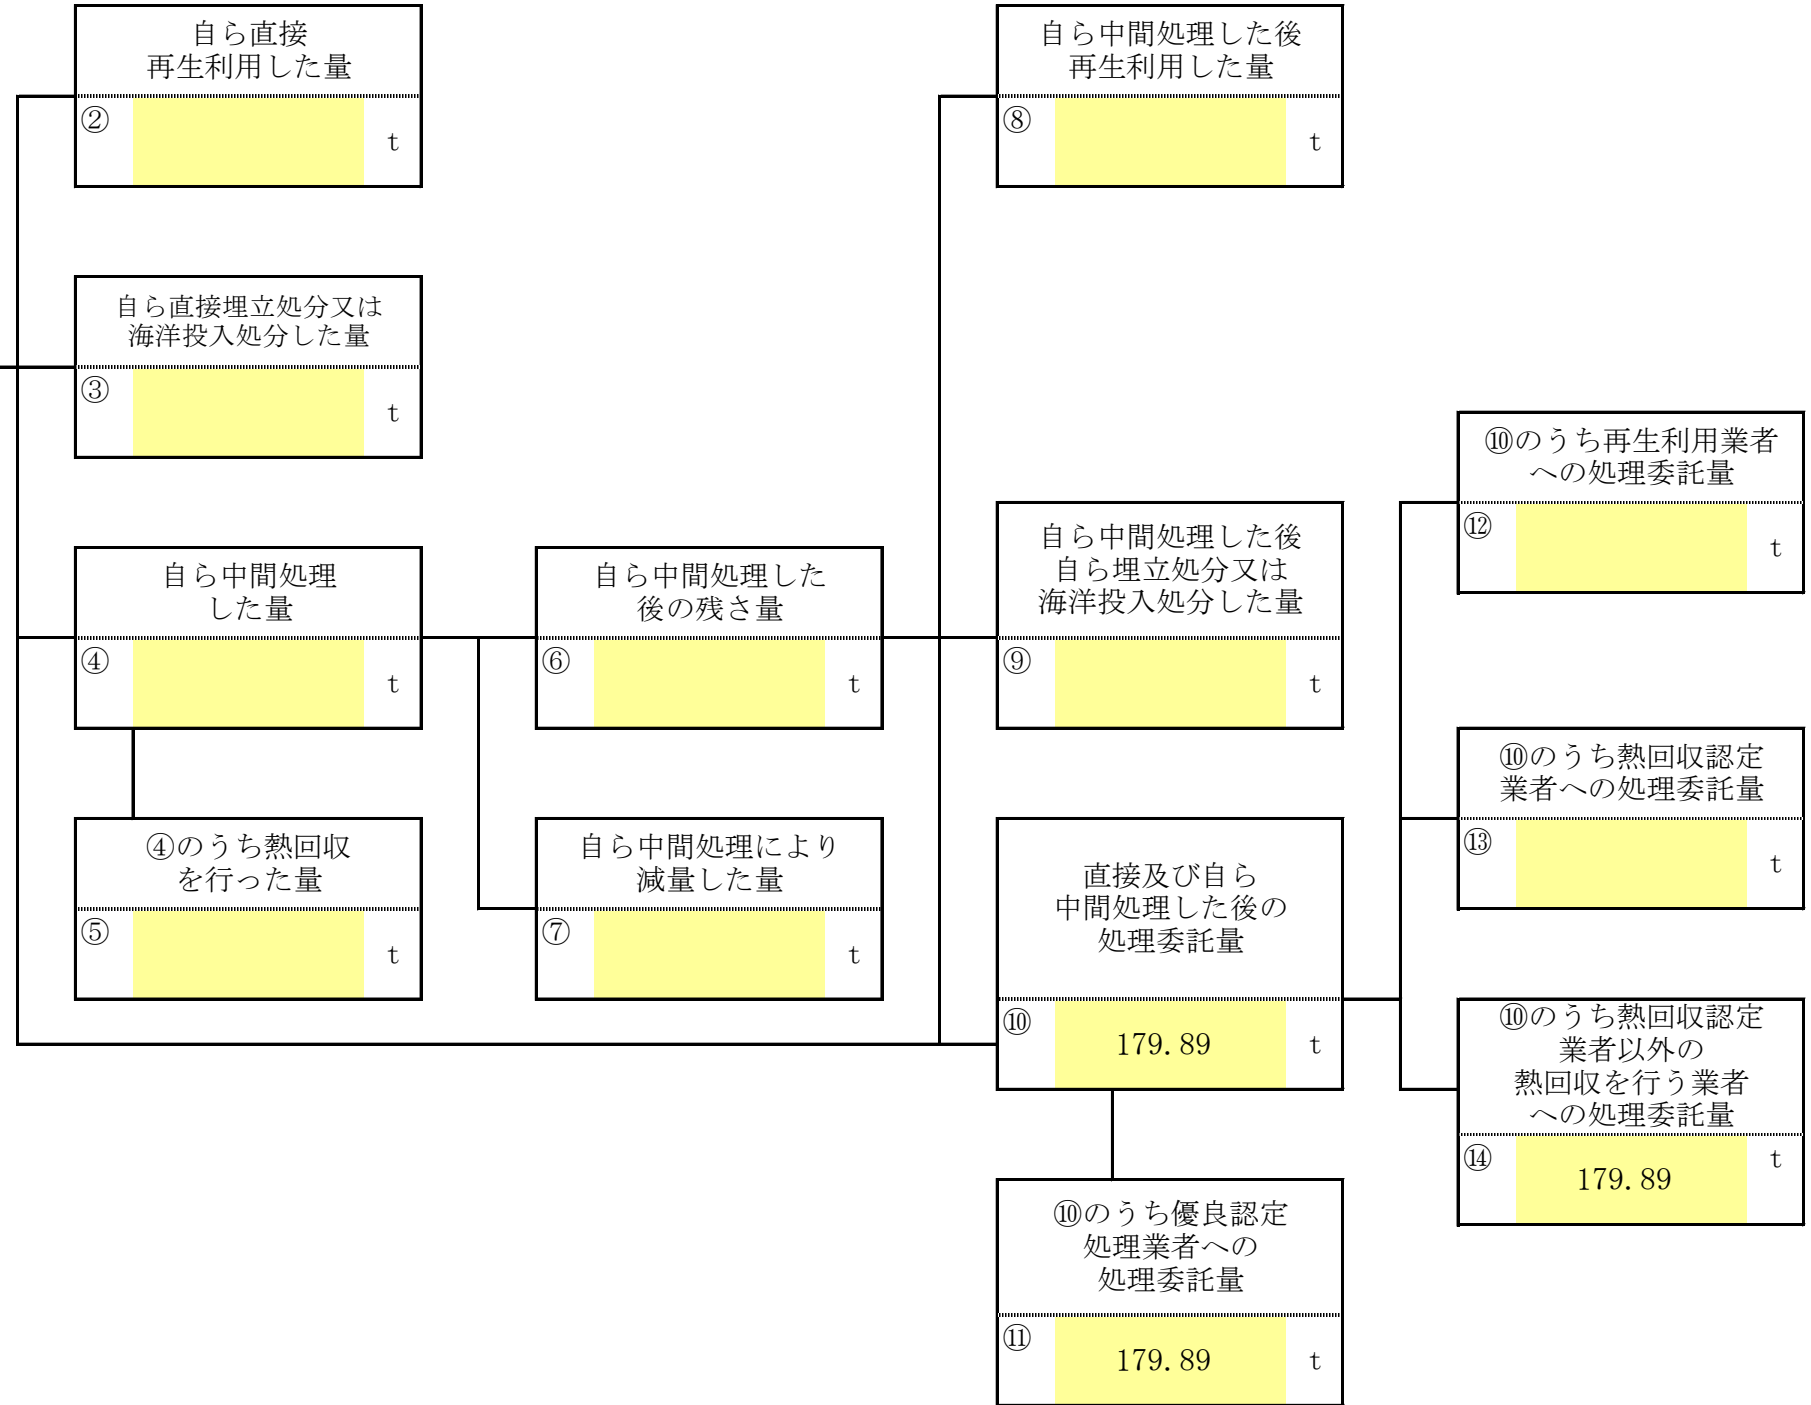 自ら直接
再生利用した量
②
t
自ら中間処理した後
再生利用した量
⑧
t
自ら直接埋立処分又は
海洋投入処分した量
③
t
⑩のうち再生利用業者
への処理委託量
⑫
t
自ら中間処理
した量
④
t
自ら中間処理した
後の残さ量
⑥
t
自ら中間処理した後
自ら埋立処分又は
海洋投入処分した量
⑨
t
⑩のうち熱回収認定
業者への処理委託量
⑬
t
④のうち熱回収
を行った量
⑤
t
自ら中間処理により
減量した量
⑦
t
直接及び自ら
中間処理した後の
処理委託量
⑩ 179.89 t
⑩のうち熱回収認定
業者以外の
熱回収を行う業者
への処理委託量
⑭ 179.89 t
⑩のうち優良認定
処理業者への
処理委託量
⑪ 179.89 t